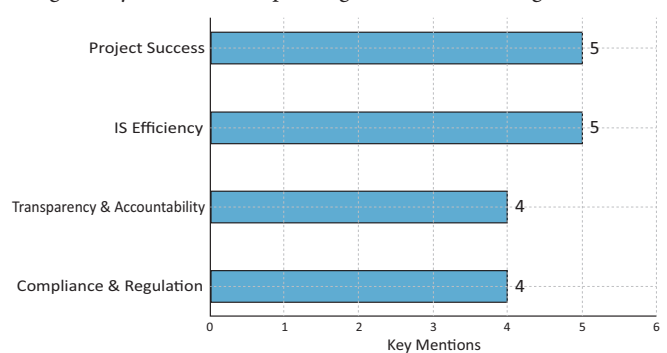 Project Success
5
IS Efficiency
5
Transparency & Accountability
4
Compliance & Regulation
4
0 1 2 3 4 5 6
Key Mentions